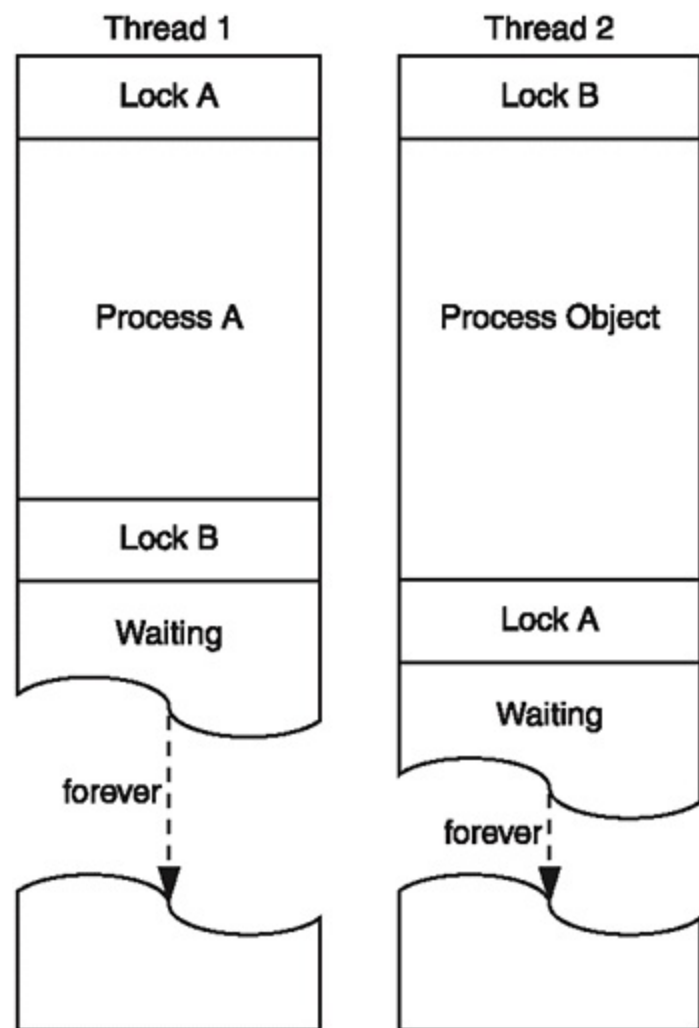 Thread 1
Lock A
Process A
Lock B
Waiting
forever
Thread 2
Lock B
Process Object
Lock A
Waiting
forever